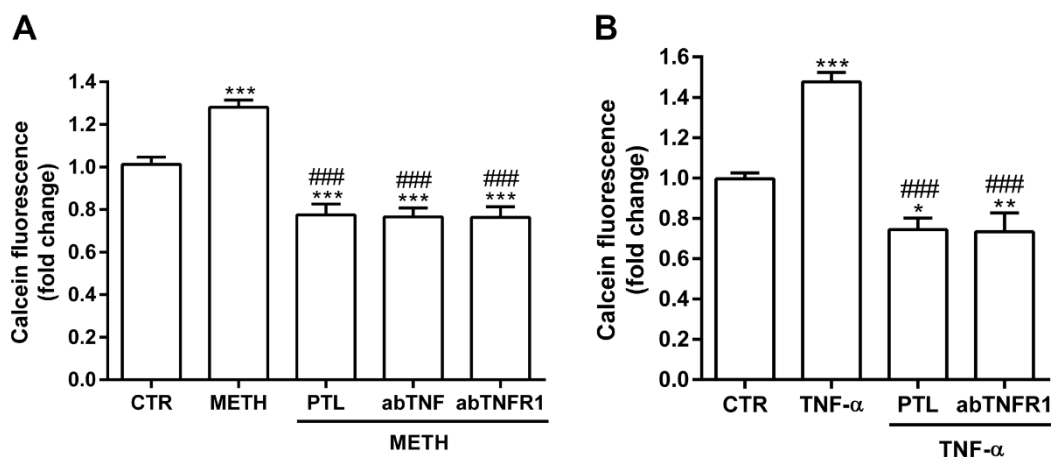 A
Calcein fluorescence
(fold change)
1.4
1.2
1.0
0.8
0.6
0.4
0.2
0.0
***
###
***
###
***
###
***
CTR METH PTL abTNF abTNFR1
METH
B
Calcein fluorescence
(fold change)
1.6
1.4
1.2
1.0
0.8
0.6
0.4
0.2
0.0
***
###
*
###
**
CTR TNF-α PTL abTNFR1
TNF-α